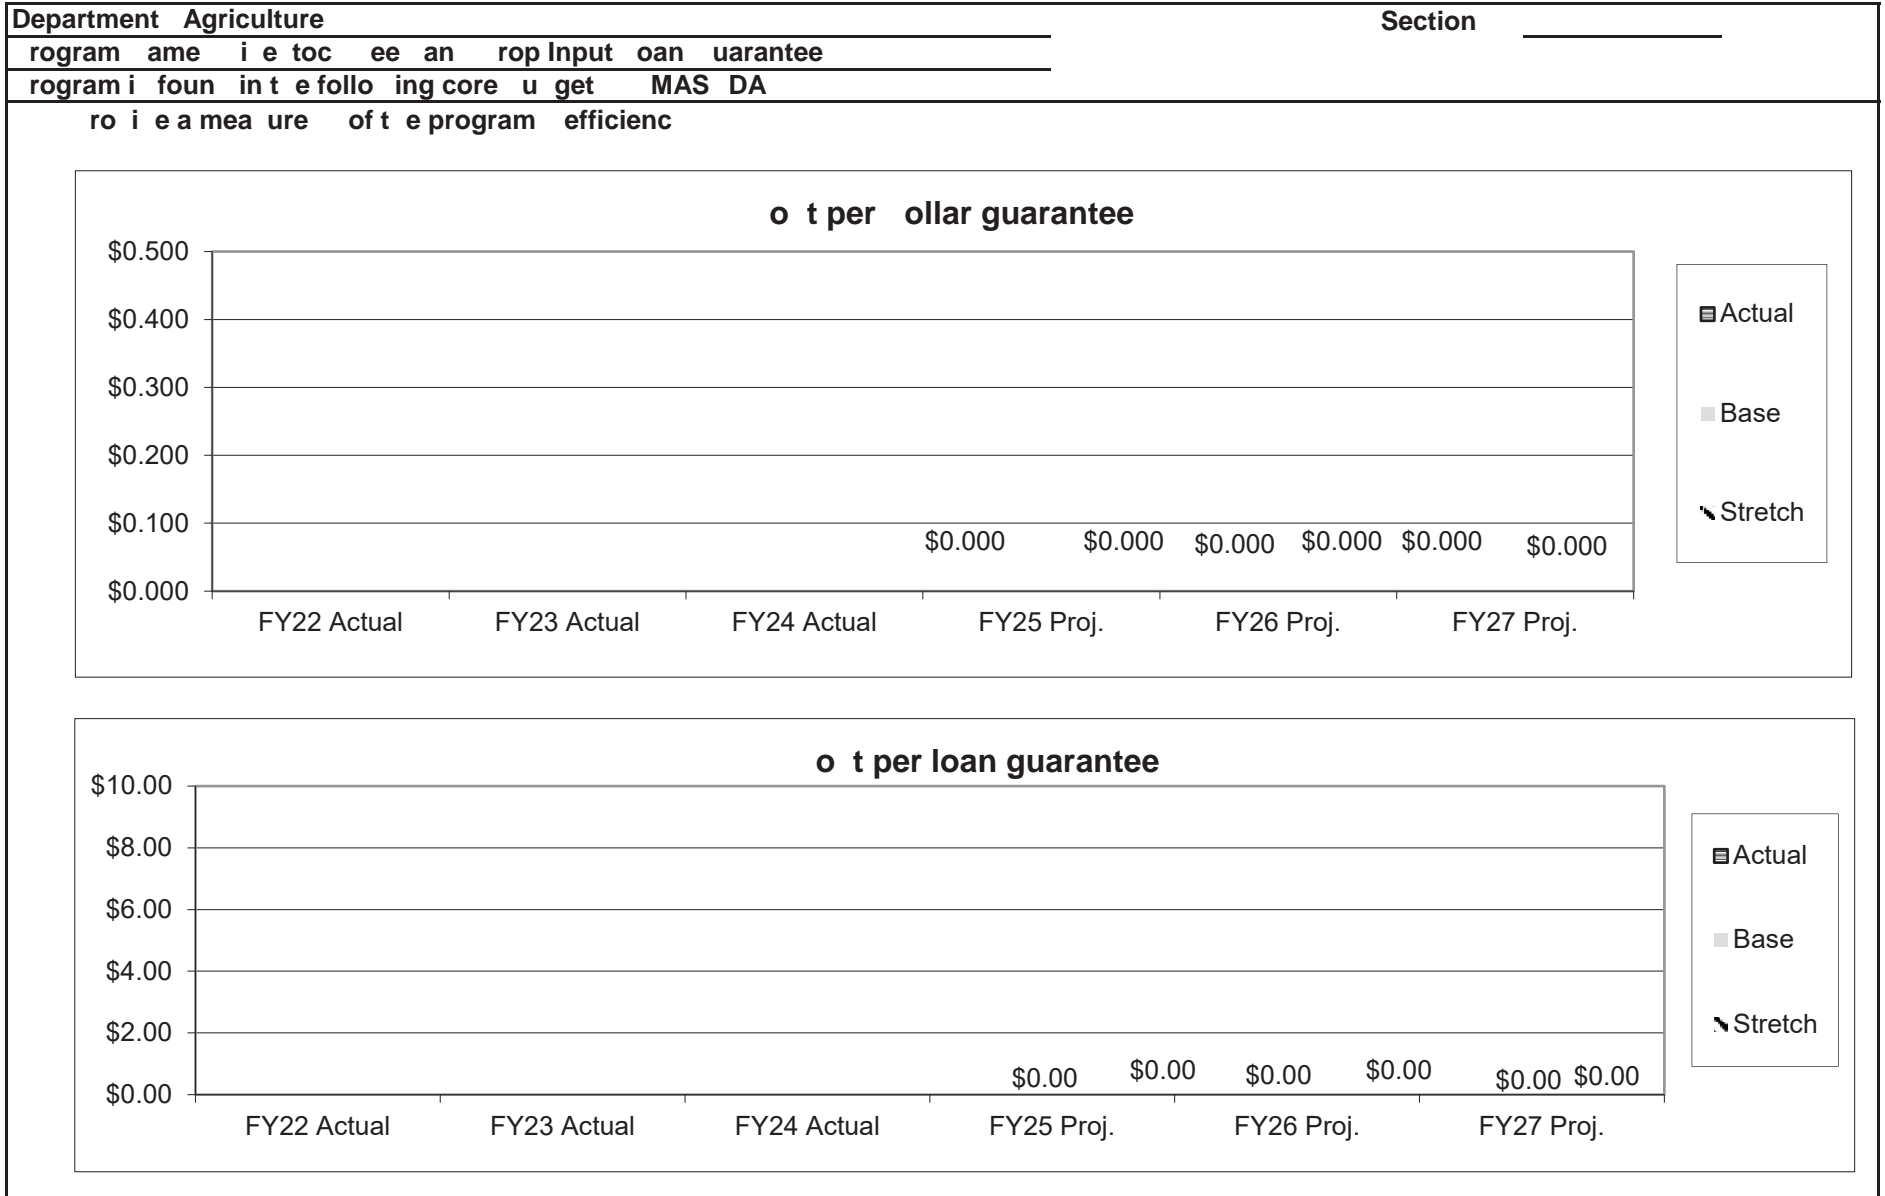 Department Agriculture
Section
rogram ame i e toc ee an rop Input oan uarantee
rogram i foun in t e follo ing core u get MAS DA
ro i e a mea ure of t e program efficienc
o t per ollar guarantee
$0.500
$0.400
$0.300
$0.200
$0.100
$0.000
$0.000 $0.000 $0.000 $0.000 $0.000 $0.000
FY22 Actual FY23 Actual FY24 Actual FY25 Proj. FY26 Proj. FY27 Proj.
Actual
Base
Stretch
o t per loan guarantee
$10.00
$8.00
$6.00
$4.00
$2.00
$0.00
$0.00 $0.00 $0.00 $0.00 $0.00 $0.00
FY22 Actual FY23 Actual FY24 Actual FY25 Proj. FY26 Proj. FY27 Proj.
Actual
Base
Stretch